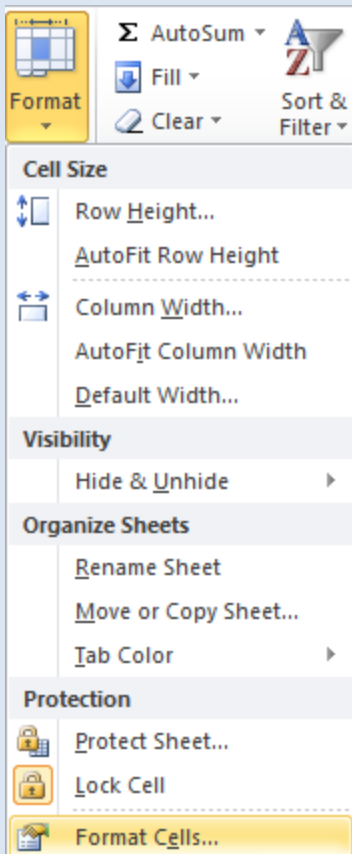 Σ AutoSum
Fill
Clear
Format
A
Z
Sort &
Filter
Cell Size
Row Height...
AutoFit Row Height
Column Width...
AutoFit Column Width
Default Width...
Visibility
Hide & Unhide
Organize Sheets
Rename Sheet
Move or Copy Sheet...
Tab Color
Protection
Protect Sheet...
Lock Cell
Format Cells...